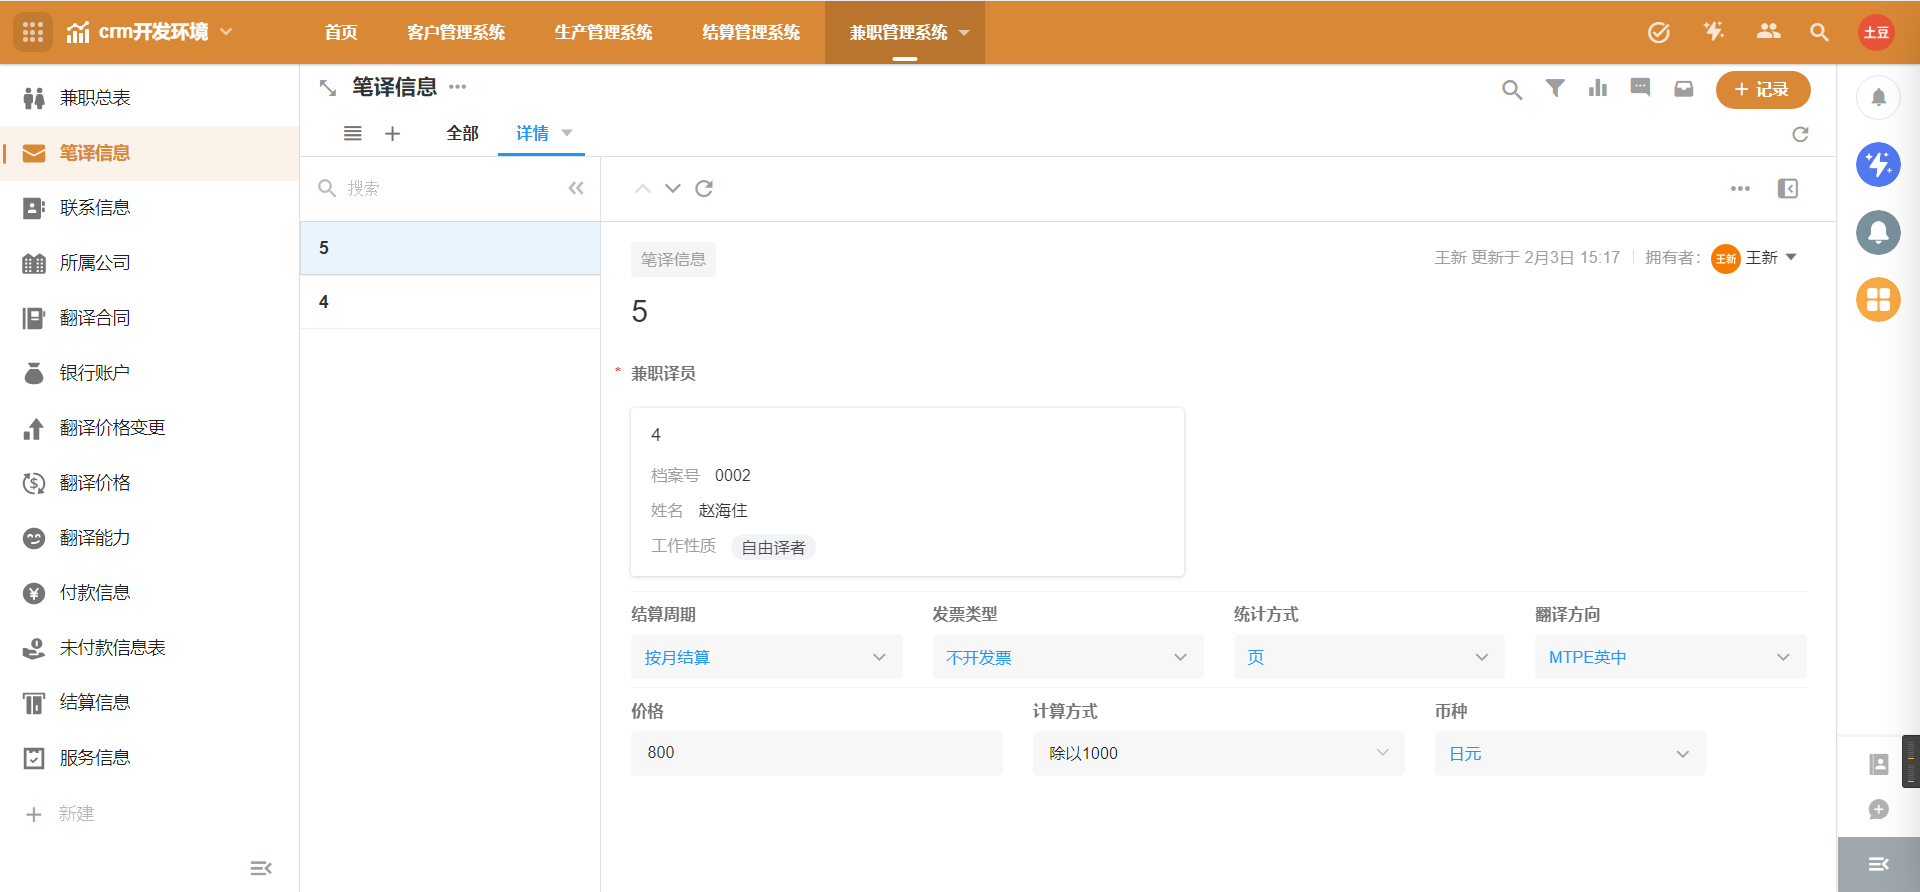 crm开发环境
首页
客户管理系统
生产管理系统
结算管理系统
兼职管理系统
土豆
兼职总表
笔译信息
联系信息
所属公司
翻译合同
银行账户
翻译价格变更
翻译价格
翻译能力
付款信息
未付款信息表
结算信息
服务信息
新建
笔译信息
记录
全部
详情
搜索
5
4
笔译信息
王新 更新于 2月3日 15:17
拥有者：
王新
王新
5
* 兼职译员
4
档案号 0002
姓名 赵海住
工作性质 自由译者
结算周期
发票类型
统计方式
翻译方向
按月结算
不开发票
页
MTPE英中
价格
计算方式
币种
800
除以1000
日元